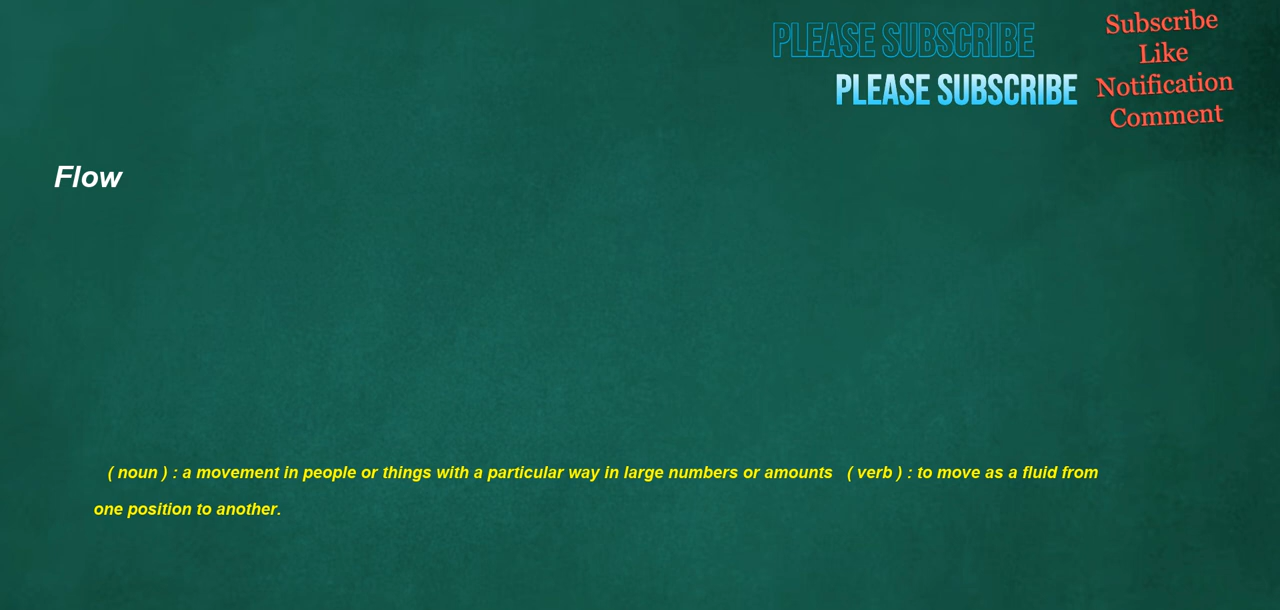 PLEASE SUBSCRIBE
PLEASE SUBSCRIBE
Subscribe
Like
Notification
Comment
Flow
( noun ) : a movement in people or things with a particular way in large numbers or amounts ( verb ) : to move as a fluid from
one position to another.